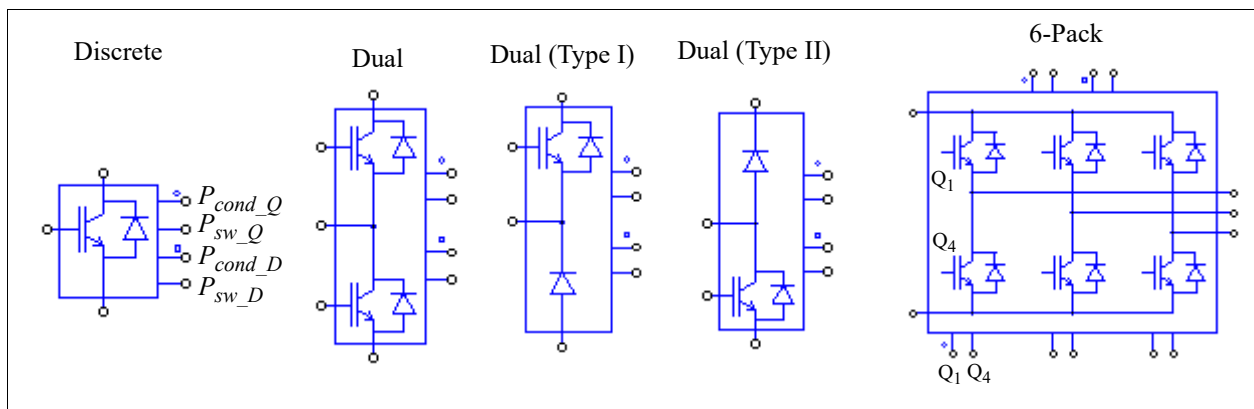 Discrete
Dual
Dual (Type I)
Dual (Type II)
6-Pack
P_cond_Q
P_sw_Q
P_cond_D
P_sw_D
Q1
Q4
Q1 Q4